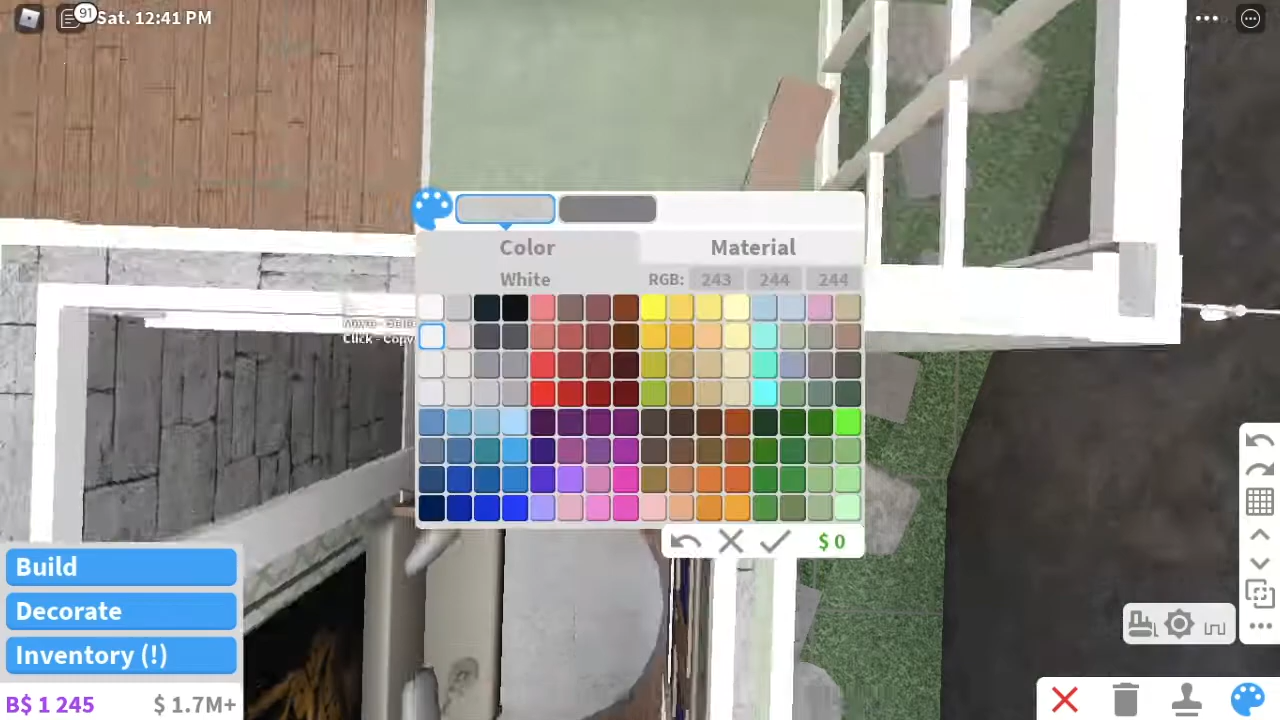 91
Sat. 12:41 PM
Color
Material
White
RGB: 243 244 244
Click - Copy
$ 0
Build
Decorate
Inventory (!)
B$ 1 245
$ 1.7M+